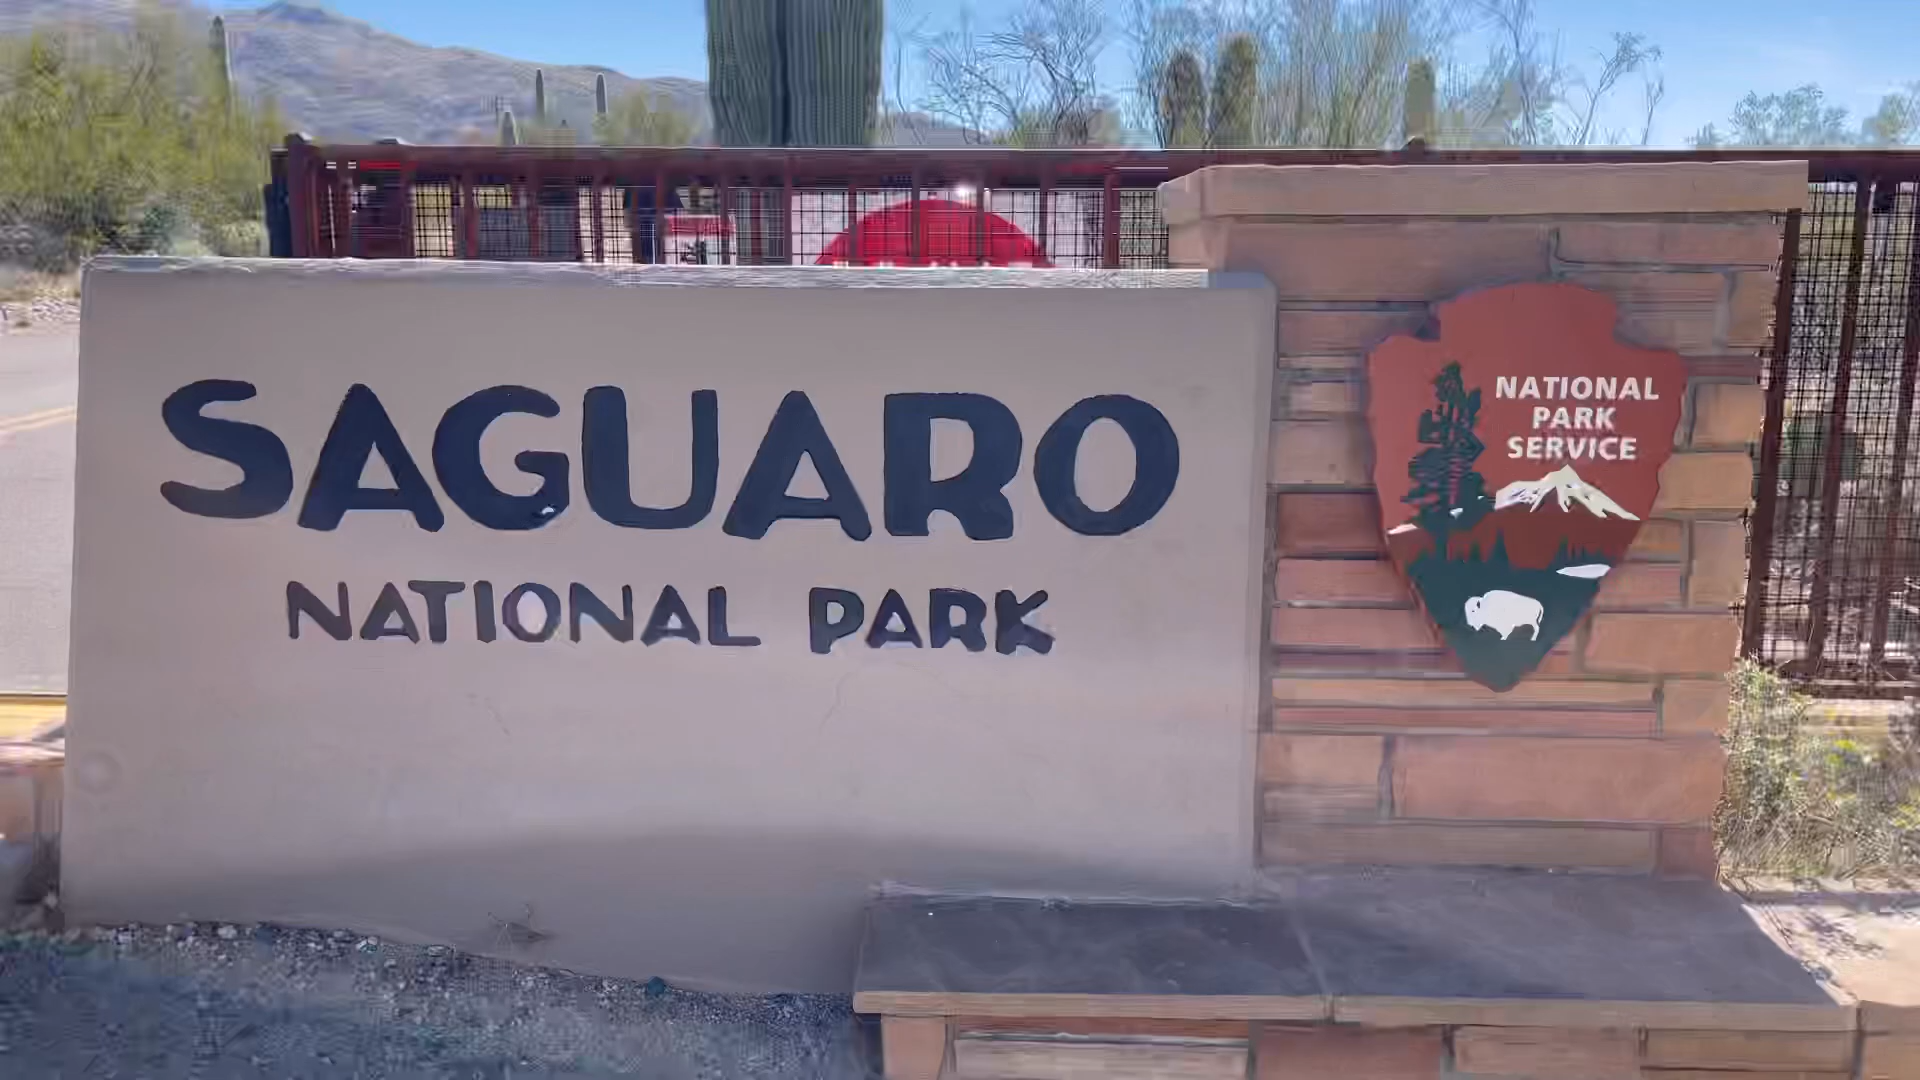 SAGUARO
NATIONAL PARK
NATIONAL
PARK
SERVICE